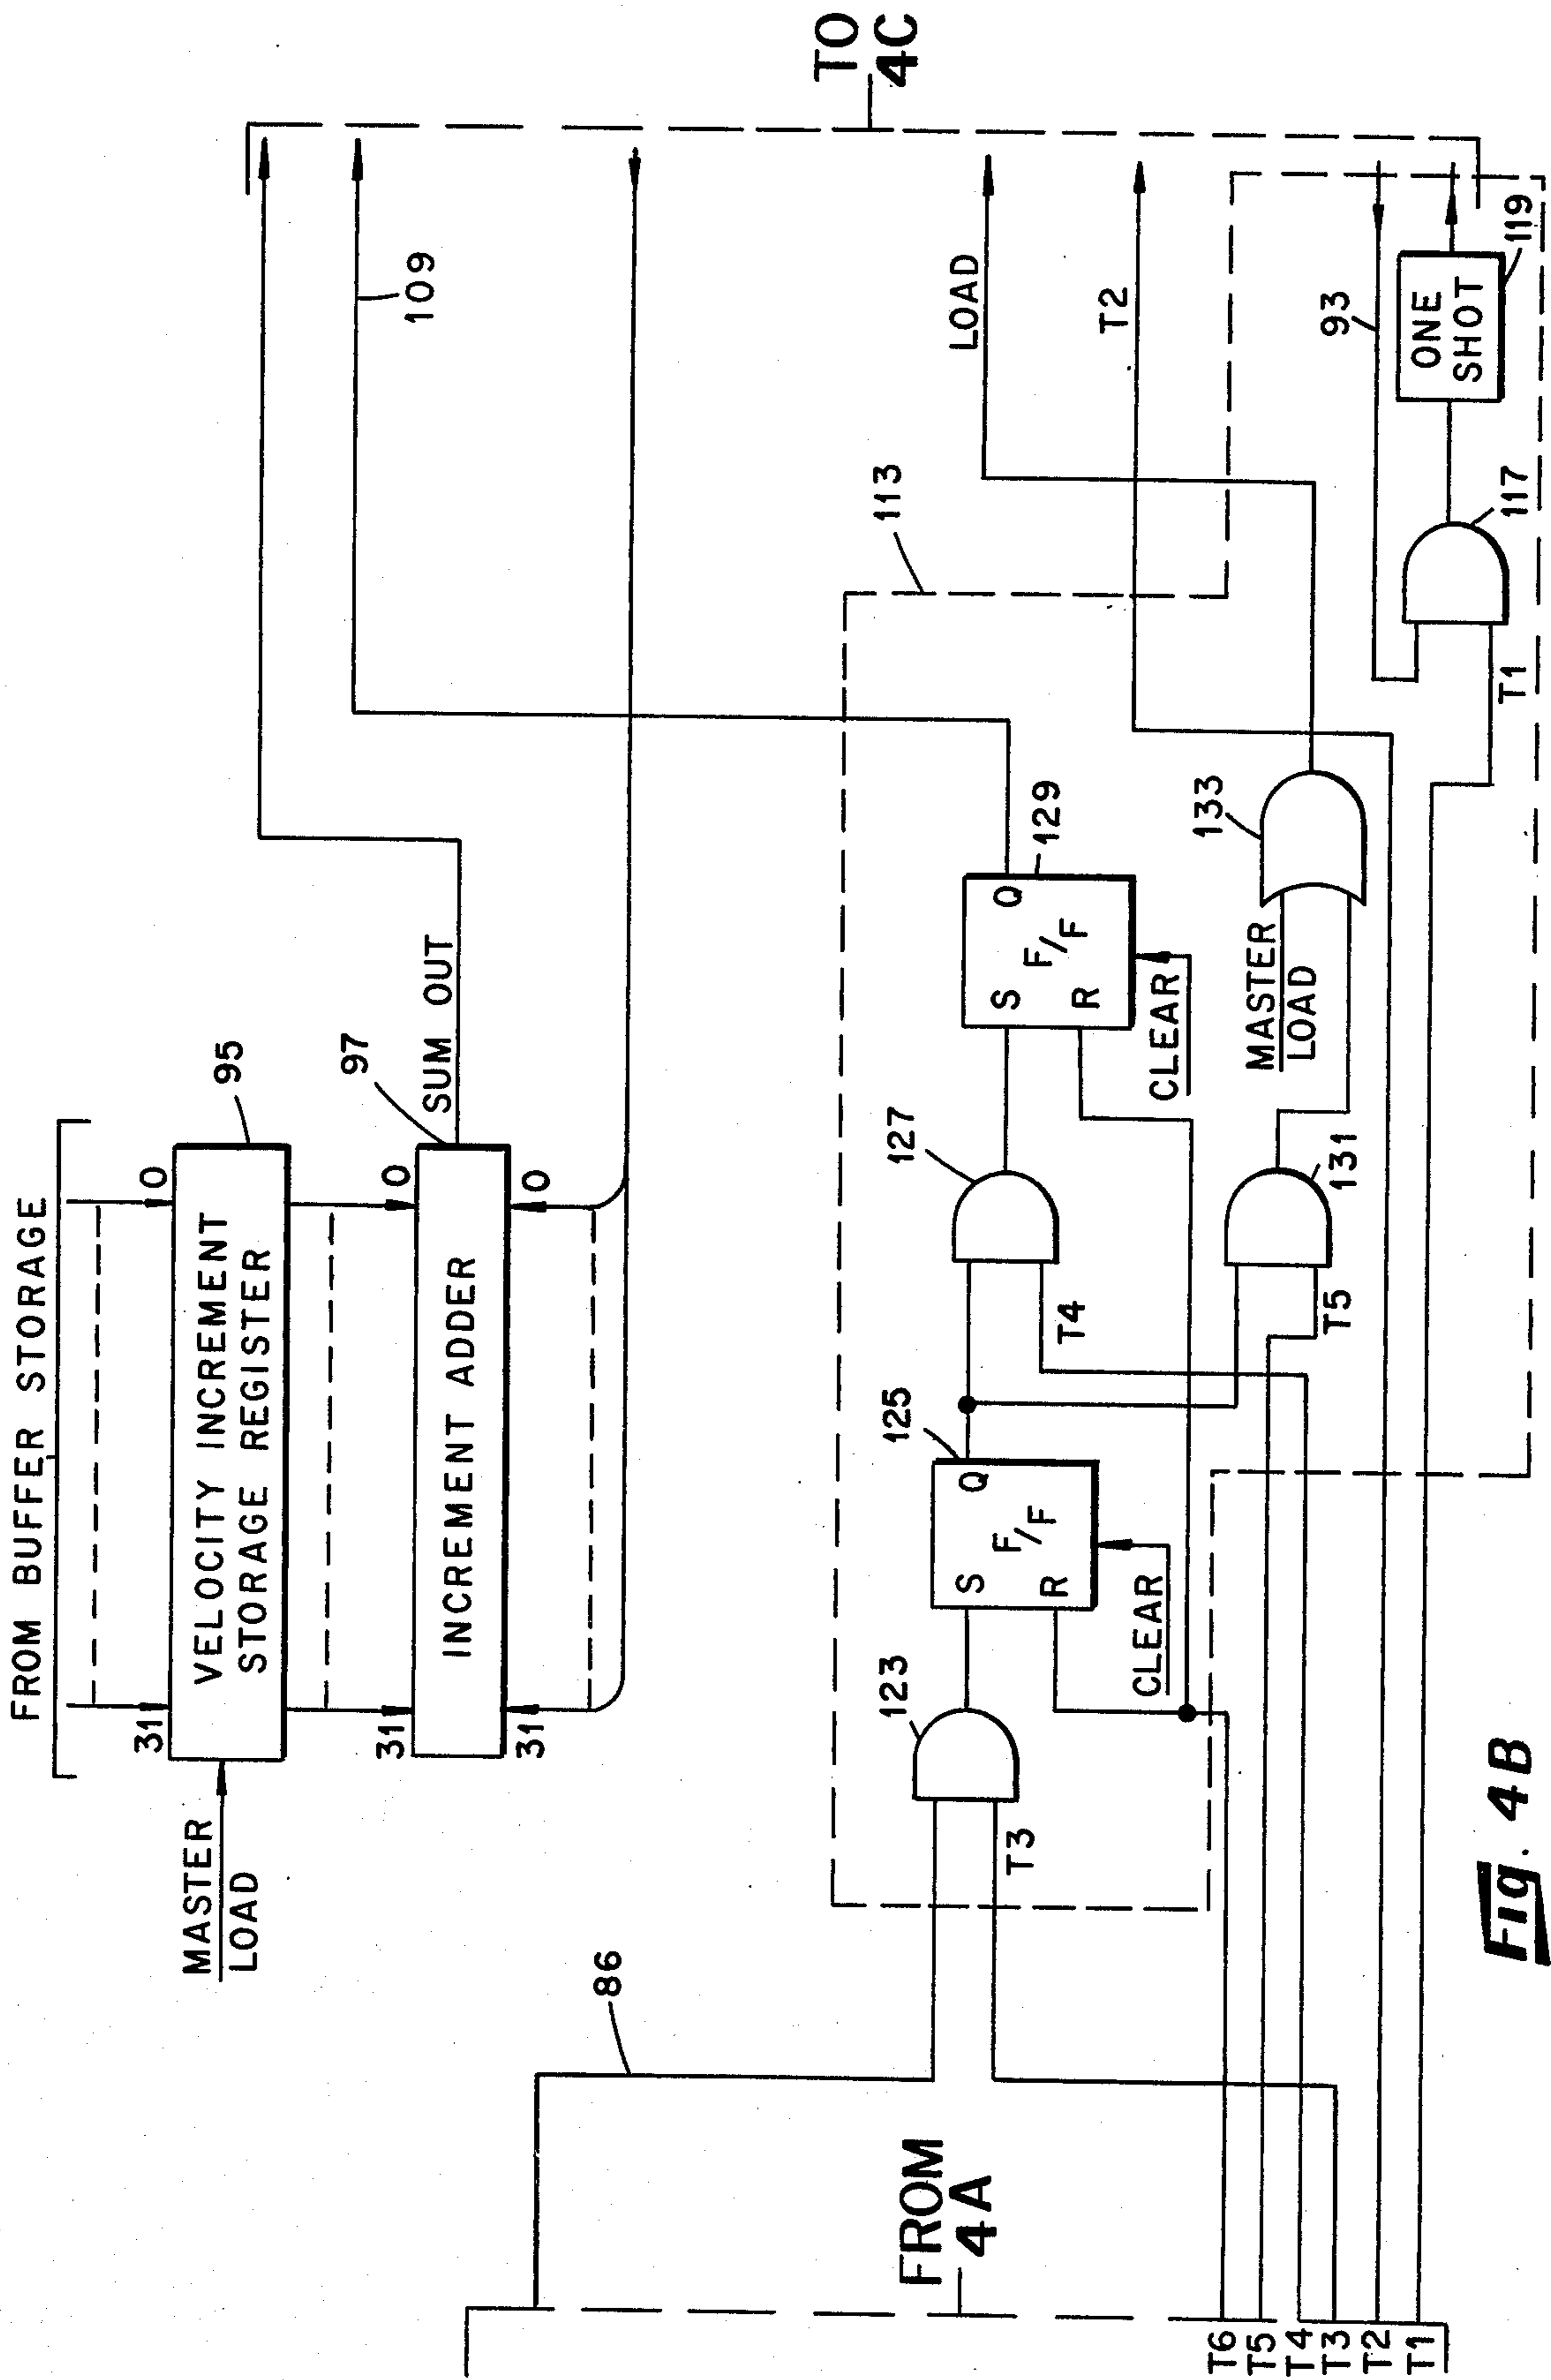 FROM BUFFER STORAGE
31
0
MASTER
LOAD
VELOCITY INCREMENT
STORAGE REGISTER
95
31
0
97
INCREMENT ADDER
SUM OUT
31
0
109
TO
4C
86
113
LOAD
T2
123
T3
S
Q
F/F
R
125
CLEAR
127
T4
S
Q
F/F
R
129
CLEAR
131
T5
MASTER
LOAD
133
93
ONE
SHOT
119
117
T1
FROM
4A
T6
T5
T4
T3
T2
T1
Fig. 4B